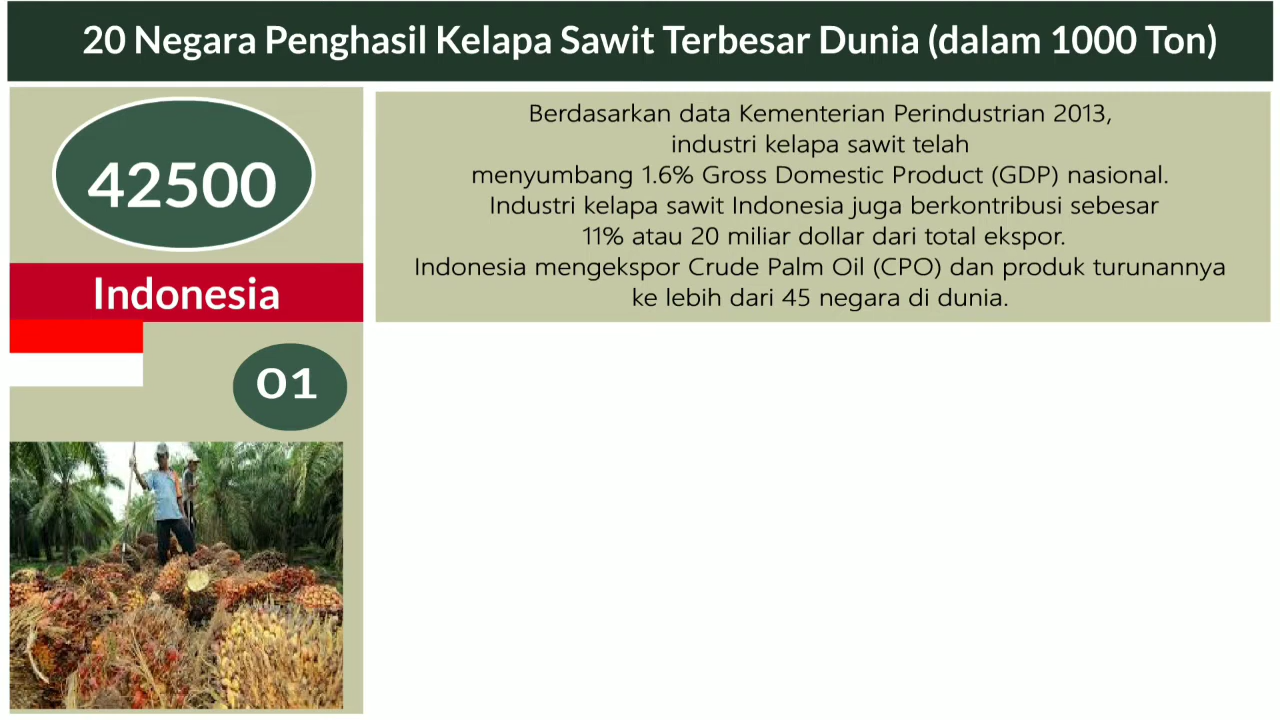 20 Negara Penghasil Kelapa Sawit Terbesar Dunia (dalam 1000 Ton)
42500
Indonesia
01
Berdasarkan data Kementerian Perindustrian 2013,
industri kelapa sawit telah
menyumbang 1.6% Gross Domestic Product (GDP) nasional.
Industri kelapa sawit Indonesia juga berkontribusi sebesar
11% atau 20 miliar dollar dari total ekspor.
Indonesia mengekspor Crude Palm Oil (CPO) dan produk turunannya
ke lebih dari 45 negara di dunia.